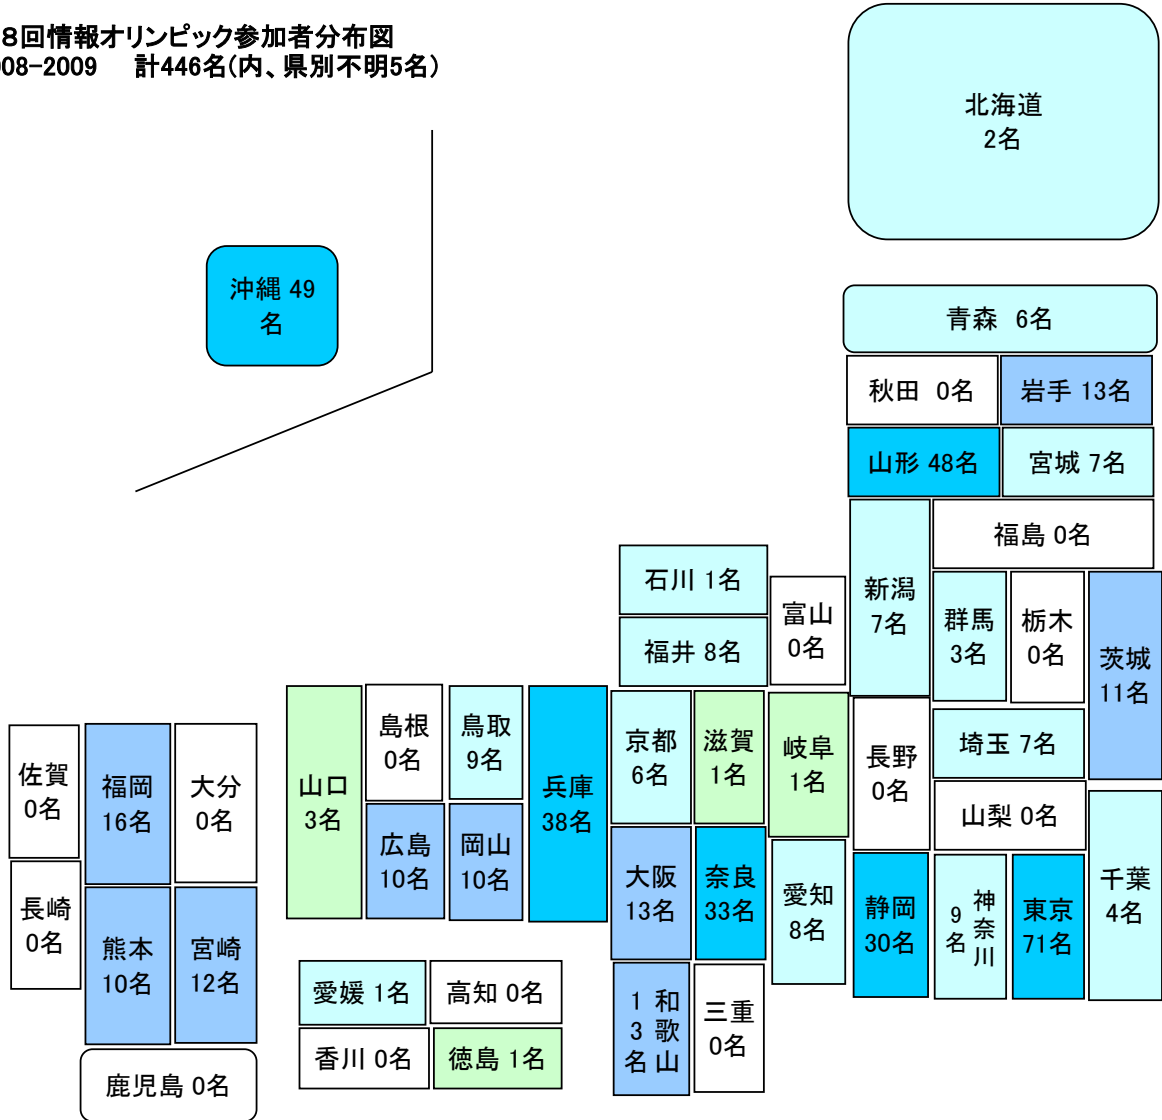 8回情報オリンピック参加者分布図
08-2009　計446名(内、県別不明5名)
北海道
2名
沖縄 49
名
青森 6名
秋田 0名
岩手 13名
山形 48名
宮城 7名
福島 0名
石川 1名
福井 8名
富山
0名
新潟
7名
群馬
3名
栃木
0名
茨城
11名
佐賀
0名
福岡
16名
大分
0名
山口
3名
島根
0名
鳥取
9名
兵庫
38名
京都
6名
滋賀
1名
岐阜
1名
長野
0名
埼玉 7名
山梨 0名
広島
10名
岡山
10名
大阪
13名
奈良
33名
愛知
8名
静岡
30名
神奈川
9名
東京
71名
千葉
4名
長崎
0名
熊本
10名
宮崎
12名
愛媛 1名
高知 0名
香川 0名
徳島 1名
和歌山
13名
三重
0名
鹿児島 0名